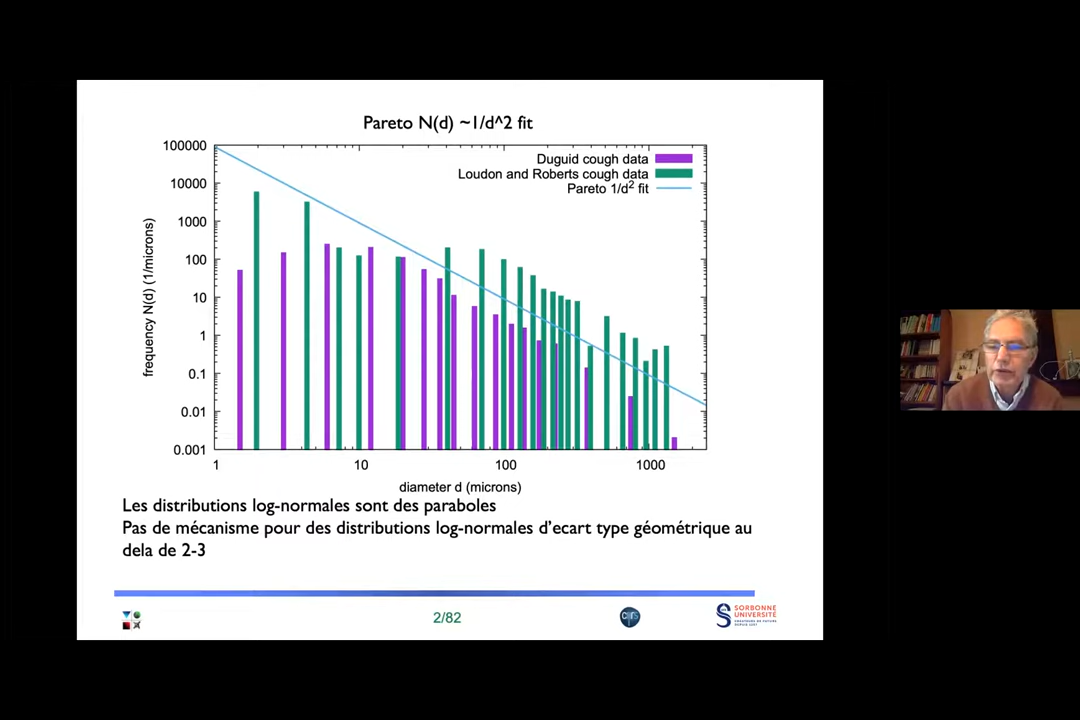 Pareto N(d) ~1/d^2 fit
Duguid cough data
Loudon and Roberts cough data
Pareto 1/d2 fit
100000
10000
1000
100
10
1
0.1
0.01
0.001
frequency N(d) (1/microns)
1 10 100 1000
diameter d (microns)
Les distributions log-normales sont des paraboles
Pas de mécanisme pour des distributions log-normales d'ecart type géométrique au
dela de 2-3
2/82
cnrs
SORBONNE
UNIVERSITÉ